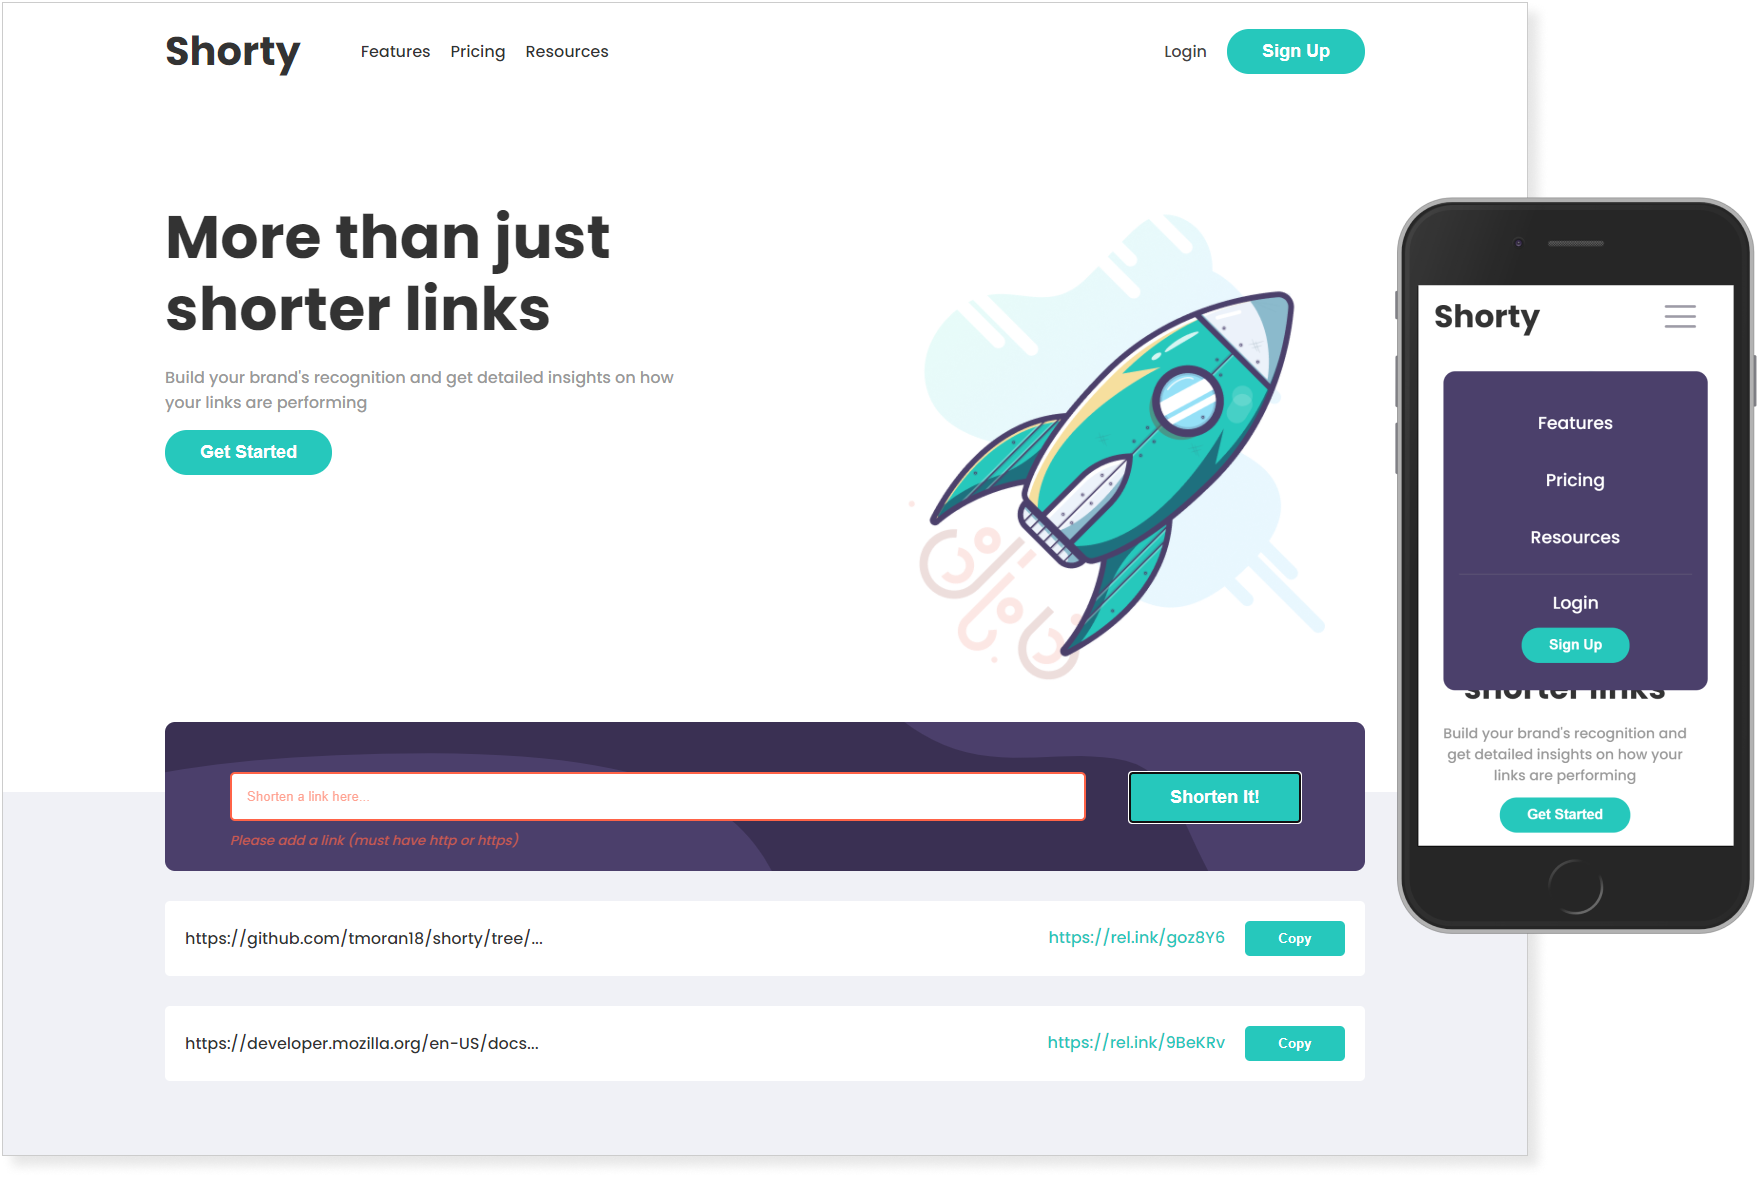 Shorty
Features
Pricing
Resources
Login
Sign Up
More than just
shorter links
Build your brand's recognition and get detailed insights on how
your links are performing
Get Started
Shorten a link here...
Shorten It!
Please add a link (must have http or https)
https://github.com/tmoran18/shorty/tree/...
https://rel.ink/goz8Y6
Copy
https://developer.mozilla.org/en-US/docs...
https://rel.ink/9BeKRv
Copy
Shorty
Features
Pricing
Resources
Login
Sign Up
shorter links
Build your brand's recognition and
get detailed insights on how your
links are performing
Get Started